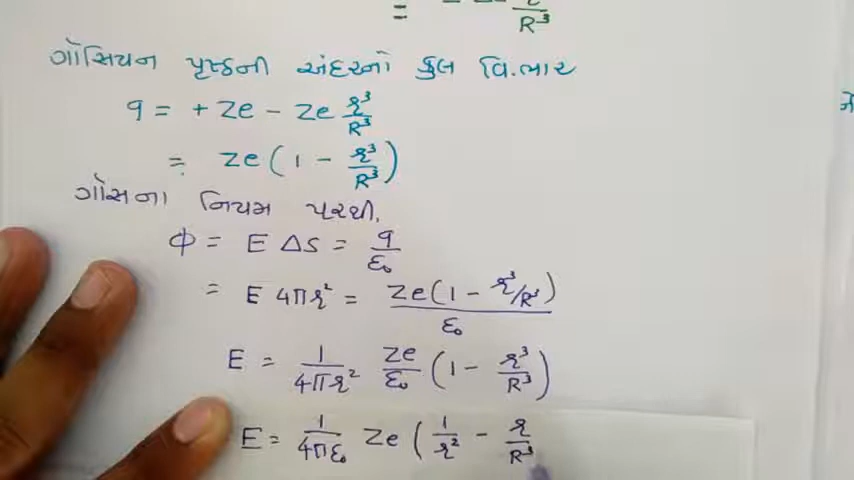 = r/R³
ગૉસિયન પૃષ્ઠની અંદરનો કુલ વિ.ભાર
q = + Ze - Ze r³/R³
= Ze ( 1 - r³/R³ )
ગૉસના નિયમ પરથી,
Φ = E ΔS = q/ε₀
= E 4πr² = Ze(1 - r³/R³)/ε₀
E = 1/4πr² Ze/ε₀ ( 1 - r³/R³ )
E = 1/4πε₀ Ze ( 1/r² - r/R³